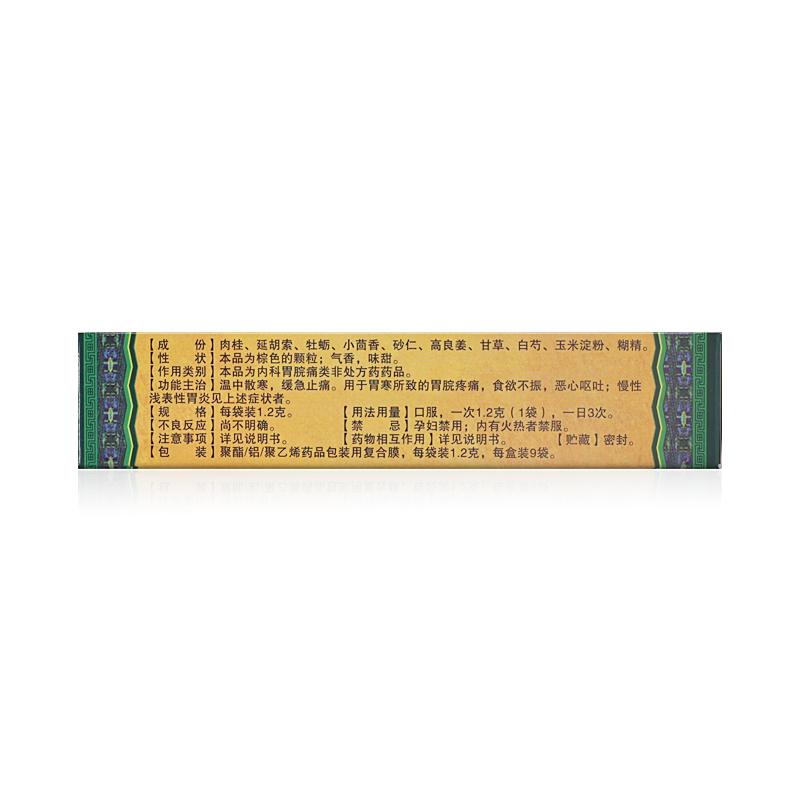 【成　份】肉桂、延胡索、牡蛎、小茴香、砂仁、高良姜、甘草、白芍、玉米淀粉、糊精。
【性　状】本品为棕色的颗粒；气香，味甜。
【作用类别】本品为内科胃脘痛类非处方药药品。
【功能主治】温中散寒，缓急止痛。用于胃寒所致的胃脘疼痛，食欲不振，恶心呕吐；慢性
浅表性胃炎见上述症状者。
【规　格】每袋装1.2克。 【用法用量】口服，一次1.2克（1袋），一日3次。
【不良反应】尚不明确。 【禁　忌】孕妇禁用；内有火热者禁服。
【注意事项】详见说明书。 【药物相互作用】详见说明书。 【贮藏】密封。
【包　装】聚酯/铝/聚乙烯药品包装用复合膜，每袋装1.2克，每盒装9袋。